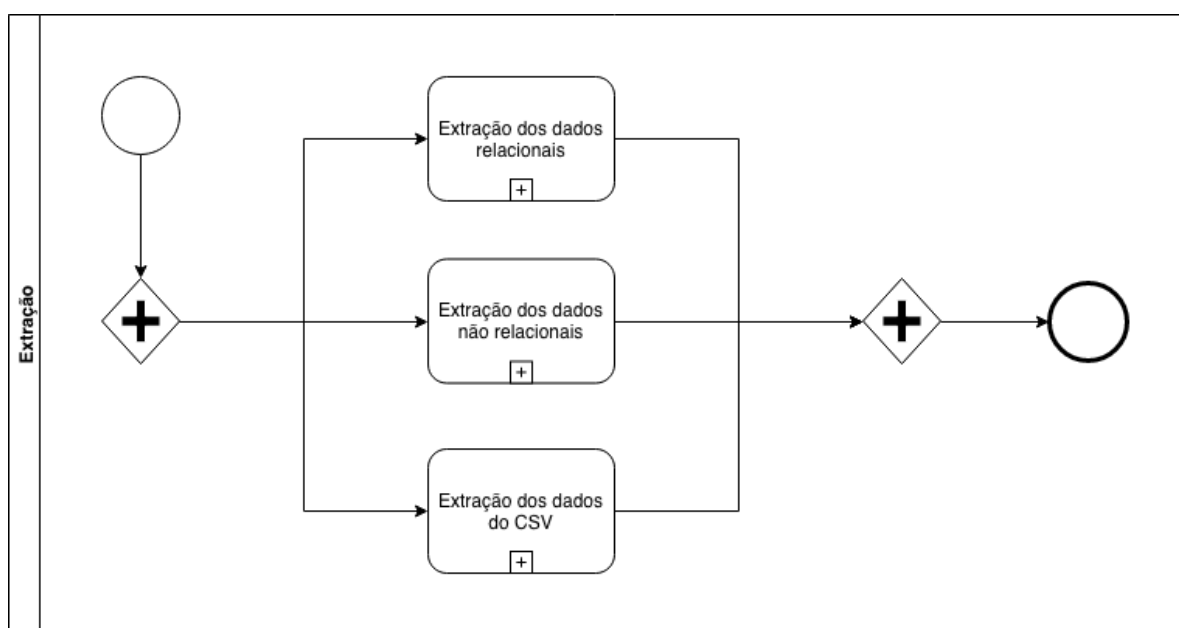 Extração
Extração dos dados
relacionais
Extração dos dados
não relacionais
Extração dos dados
do CSV